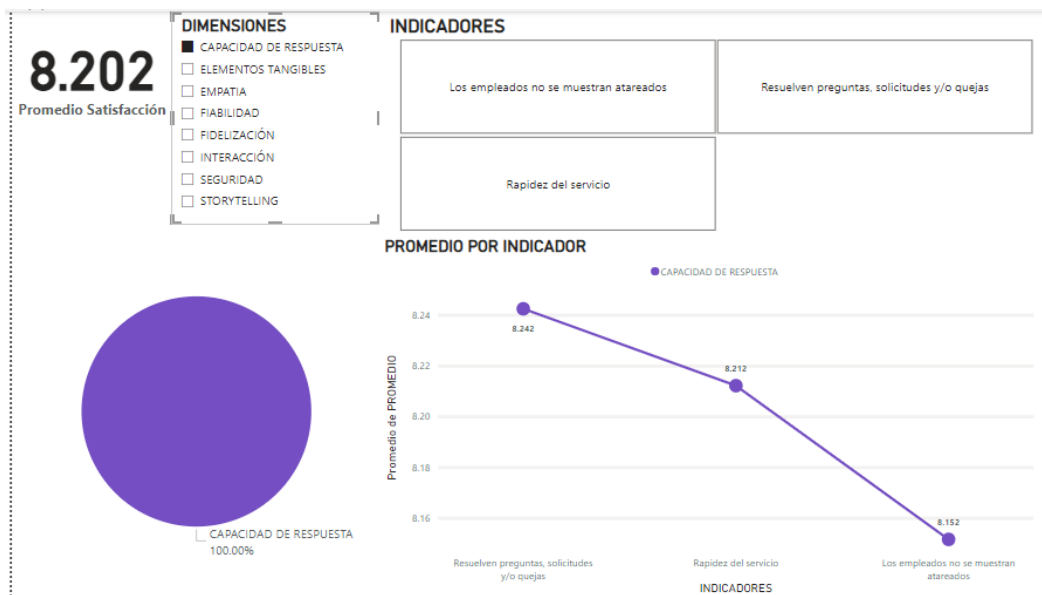 8.202
Promedio Satisfacción
DIMENSIONES
CAPACIDAD DE RESPUESTA
ELEMENTOS TANGIBLES
EMPATIA
FIABILIDAD
FIDELIZACIÓN
INTERACCIÓN
SEGURIDAD
STORYTELLING
INDICADORES
Los empleados no se muestran atareados
Resuelven preguntas, solicitudes y/o quejas
Rapidez del servicio
CAPACIDAD DE RESPUESTA
100.00%
PROMEDIO POR INDICADOR
CAPACIDAD DE RESPUESTA
Promedio de PROMEDIO
8.24
8.22
8.20
8.18
8.16
8.242
8.212
8.152
Resuelven preguntas, solicitudes
y/o quejas
Rapidez del servicio
Los empleados no se muestran
atareados
INDICADORES